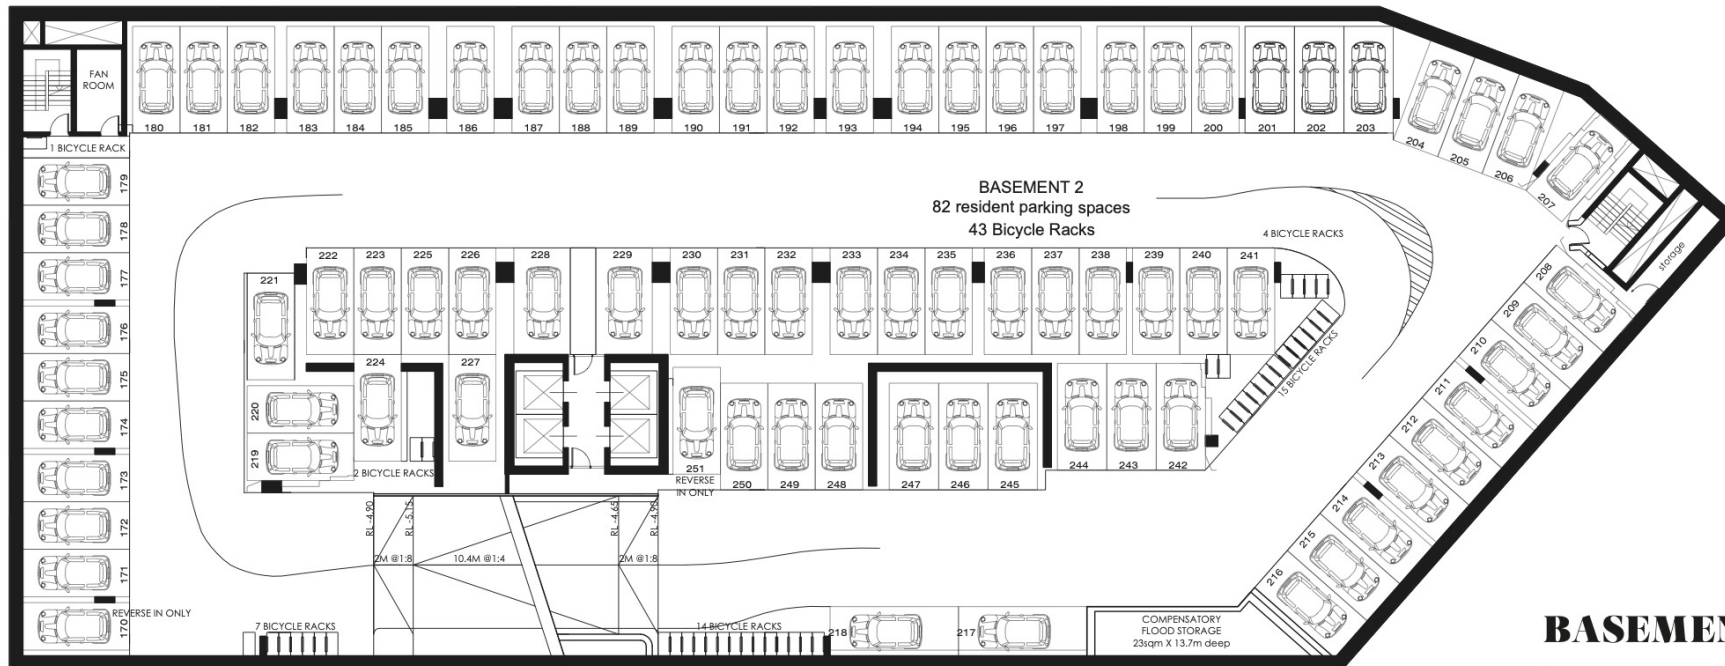 FAN
ROOM
180 181 182 183 184 185 186 187 188 189 190 191 192 193 194 195 196 197 198 199 200 201 202 203
204 205 206 207
1 BICYCLE RACK
179
178
177
176
175
174
173
172
171
170
REVERSE IN ONLY
BASEMENT 2
82 resident parking spaces
43 Bicycle Racks
4 BICYCLE RACKS
storage
221 222 223 225 226 228 229 230 231 232 233 234 235 236 237 238 239 240 241
224 227
220
219
2 BICYCLE RACKS
251
REVERSE
IN ONLY
250 249 248 247 246 245 244 243 242
15 BICYCLE RACKS
208
209
210
211
212
213
214
215
216
RL -4.90
RL -5.15
RL -4.65
RL -4.90
2M @1:8
10.4M @1:4
2M @1:8
7 BICYCLE RACKS
14 BICYCLE RACKS
218 217
COMPENSATORY
FLOOD STORAGE
23sqm X 13.7m deep
BASEMEN